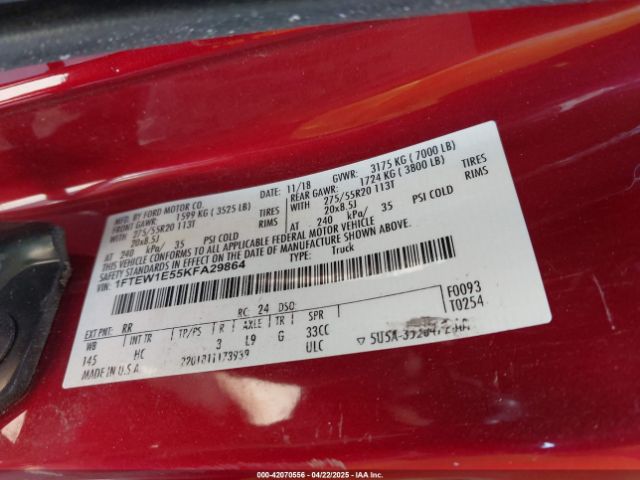 MFD. BY FORD MOTOR CO.
DATE: 11/18 GVWR: 3175 KG ( 7000 LB)
FRONT GAWR: 1599 KG ( 3525 LB) REAR GAWR: 1724 KG ( 3800 LB)
WITH 275/55R20 113T TIRES WITH 275/55R20 113T TIRES
20x8.5J RIMS 20x8.5J RIMS
AT 240 kPa/ 35 PSI COLD AT 240 kPa/ 35 PSI COLD
THIS VEHICLE CONFORMS TO ALL APPLICABLE FEDERAL MOTOR VEHICLE
SAFETY STANDARDS IN EFFECT ON THE DATE OF MANUFACTURE SHOWN ABOVE.
VIN: 1FTEW1E55KFA29864 TYPE: Truck
F0093
T0254
EXT PNT: RR RC: 24 DSO:
WB INT TR TP/PS R AXLE TR SPR
145 HC 3 L9 G 33CC
MADE IN U.S.A. ULC
000-42070556 - 04/22/2025 - IAAI.com